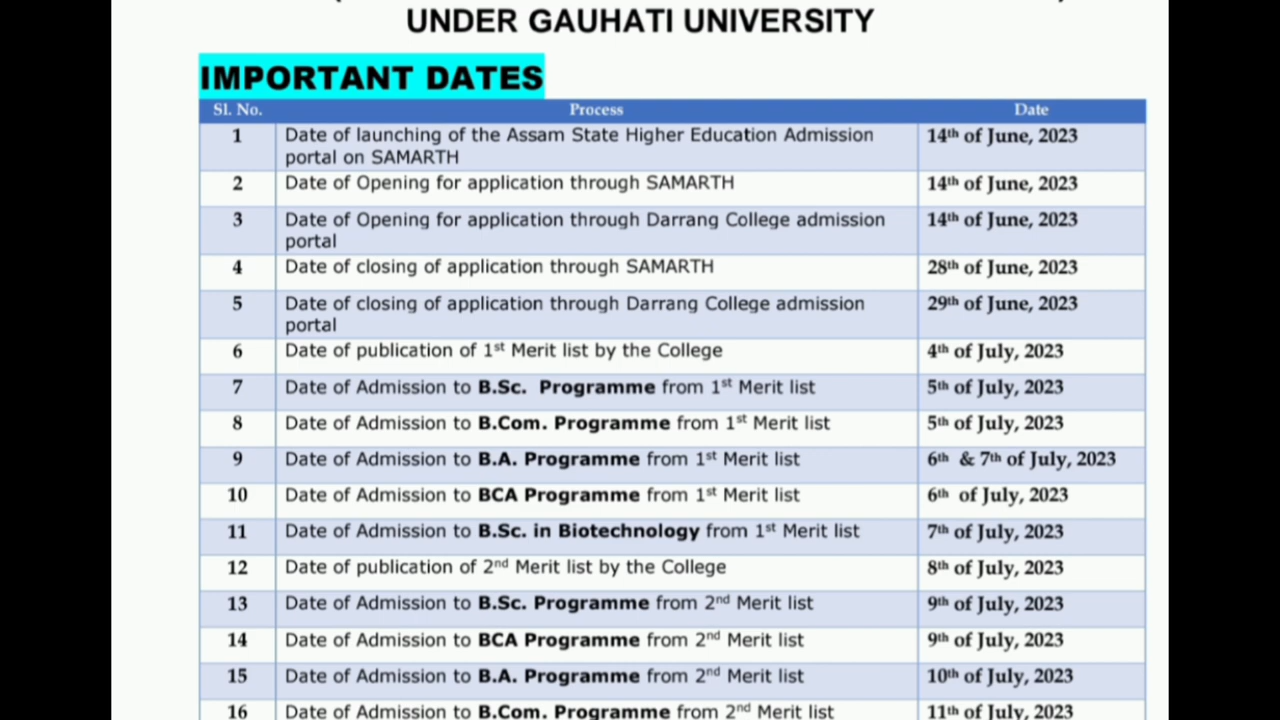 UNDER GAUHATI UNIVERSITY
IMPORTANT DATES
Sl. No. Process Date
1 Date of launching of the Assam State Higher Education Admission portal on SAMARTH 14th of June, 2023
2 Date of Opening for application through SAMARTH 14th of June, 2023
3 Date of Opening for application through Darrang College admission portal 14th of June, 2023
4 Date of closing of application through SAMARTH 28th of June, 2023
5 Date of closing of application through Darrang College admission portal 29th of June, 2023
6 Date of publication of 1st Merit list by the College 4th of July, 2023
7 Date of Admission to B.Sc. Programme from 1st Merit list 5th of July, 2023
8 Date of Admission to B.Com. Programme from 1st Merit list 5th of July, 2023
9 Date of Admission to B.A. Programme from 1st Merit list 6th & 7th of July, 2023
10 Date of Admission to BCA Programme from 1st Merit list 6th of July, 2023
11 Date of Admission to B.Sc. in Biotechnology from 1st Merit list 7th of July, 2023
12 Date of publication of 2nd Merit list by the College 8th of July, 2023
13 Date of Admission to B.Sc. Programme from 2nd Merit list 9th of July, 2023
14 Date of Admission to BCA Programme from 2nd Merit list 9th of July, 2023
15 Date of Admission to B.A. Programme from 2nd Merit list 10th of July, 2023
16 Date of Admission to B.Com. Programme from 2nd Merit list 11th of July, 2023